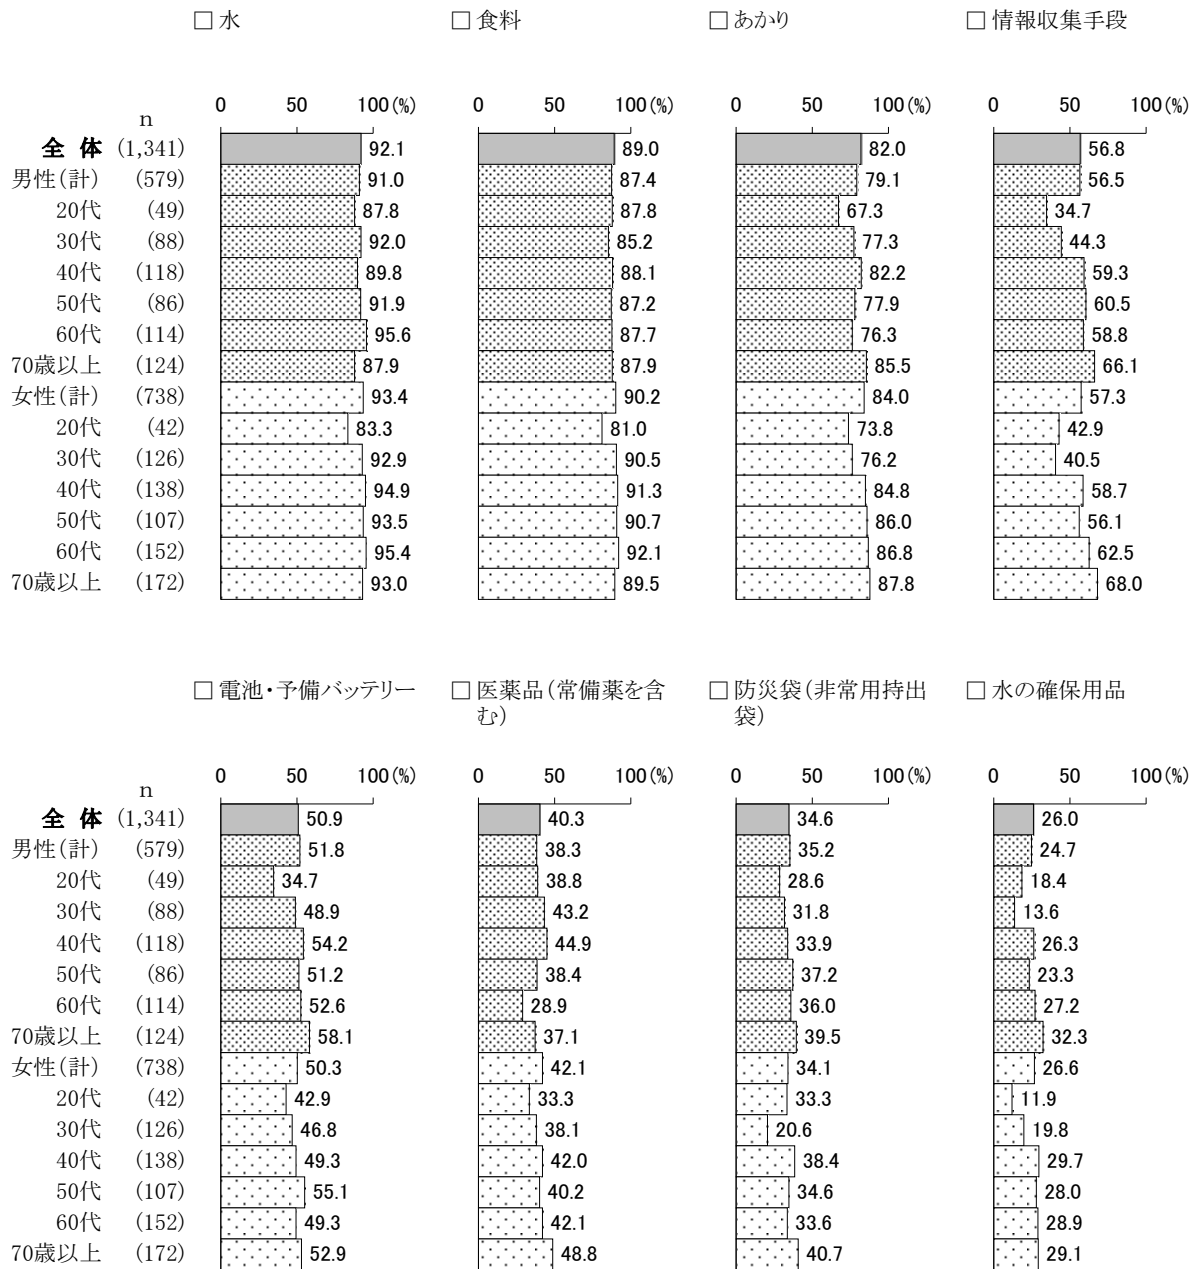 □ 水 □ 食料 □ あかり □ 情報収集手段
0 50 100(%) 0 50 100(%) 0 50 100(%) 0 50 100(%)
n
全 体 (1,341) 92.1 89.0 82.0 56.8
男性(計) (579) 91.0 87.4 79.1 56.5
20代 (49) 87.8 87.8 67.3 34.7
30代 (88) 92.0 85.2 77.3 44.3
40代 (118) 89.8 88.1 82.2 59.3
50代 (86) 91.9 87.2 77.9 60.5
60代 (114) 95.6 87.7 76.3 58.8
70歳以上 (124) 87.9 87.9 85.5 66.1
女性(計) (738) 93.4 90.2 84.0 57.3
20代 (42) 83.3 81.0 73.8 42.9
30代 (126) 92.9 90.5 76.2 40.5
40代 (138) 94.9 91.3 84.8 58.7
50代 (107) 93.5 90.7 86.0 56.1
60代 (152) 95.4 92.1 86.8 62.5
70歳以上 (172) 93.0 89.5 87.8 68.0
□ 電池・予備バッテリー □ 医薬品(常備薬を含 □ 防災袋(非常用持出 □ 水の確保用品
む) 袋)
0 50 100(%) 0 50 100(%) 0 50 100(%) 0 50 100(%)
n
全 体 (1,341) 50.9 40.3 34.6 26.0
男性(計) (579) 51.8 38.3 35.2 24.7
20代 (49) 34.7 38.8 28.6 18.4
30代 (88) 48.9 43.2 31.8 13.6
40代 (118) 54.2 44.9 33.9 26.3
50代 (86) 51.2 38.4 37.2 23.3
60代 (114) 52.6 28.9 36.0 27.2
70歳以上 (124) 58.1 37.1 39.5 32.3
女性(計) (738) 50.3 42.1 34.1 26.6
20代 (42) 42.9 33.3 33.3 11.9
30代 (126) 46.8 38.1 20.6 19.8
40代 (138) 49.3 42.0 38.4 29.7
50代 (107) 55.1 40.2 34.6 28.0
60代 (152) 49.3 42.1 33.6 28.9
70歳以上 (172) 52.9 48.8 40.7 29.1